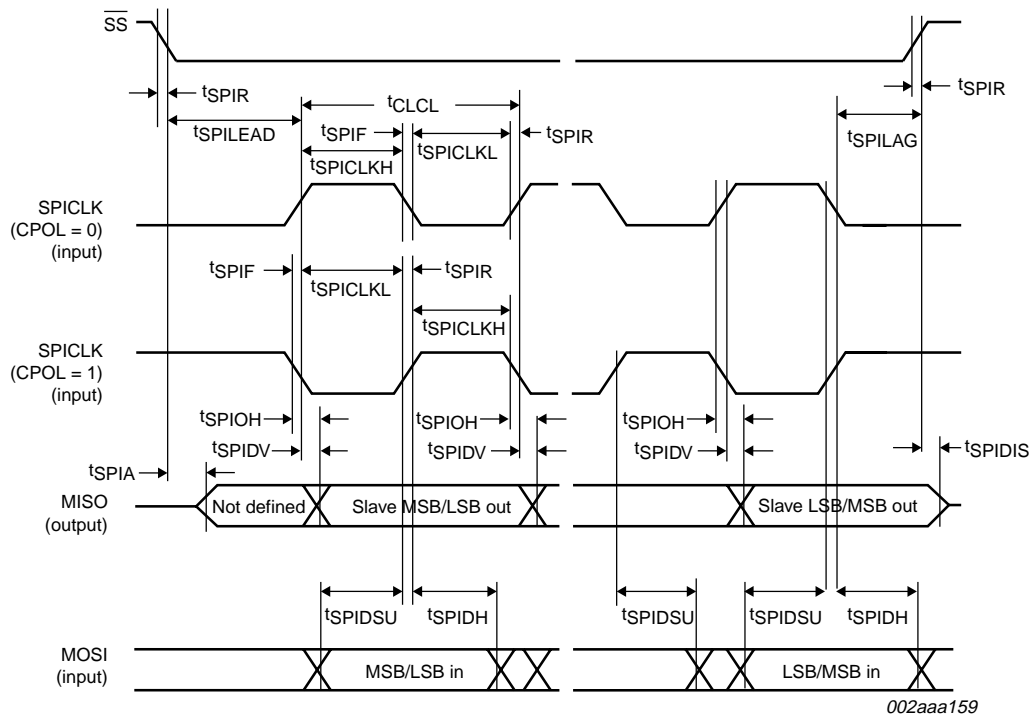 SS
tSPIR
tCLCL
tSPIR
tSPILEAD
tSPIF
tSPICLKL
tSPIR
tSPILAG
tSPICLKH
SPICLK
(CPOL = 0)
(input)
tSPIF
tSPICLKL
tSPIR
tSPICLKH
SPICLK
(CPOL = 1)
(input)
tSPIOH
tSPIOH
tSPIOH
tSPIDV
tSPIDV
tSPIDV
tSPIDIS
tSPIA
MISO
(output)
Not defined
Slave MSB/LSB out
Slave LSB/MSB out
tSPIDSU
tSPIDH
tSPIDSU
tSPIDSU
tSPIDH
MOSI
(input)
MSB/LSB in
LSB/MSB in
002aaa159